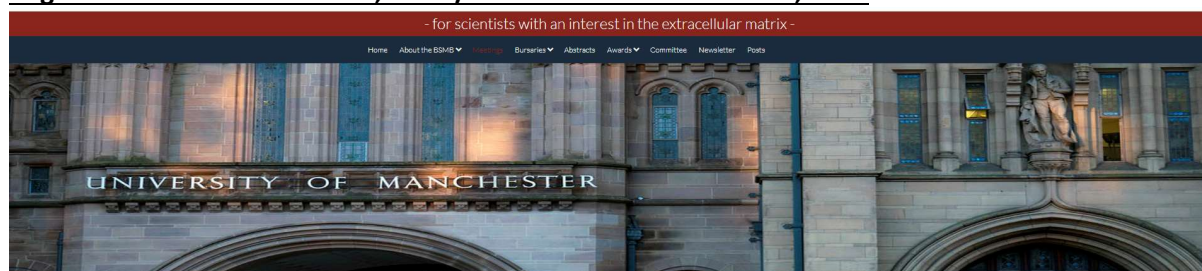 - for scientists with an interest in the extracellular matrix -
Home About the BSMB Meetings Bursaries Abstracts Awards Committee Newsletter Posts
UNIVERSITY OF MANCHESTER